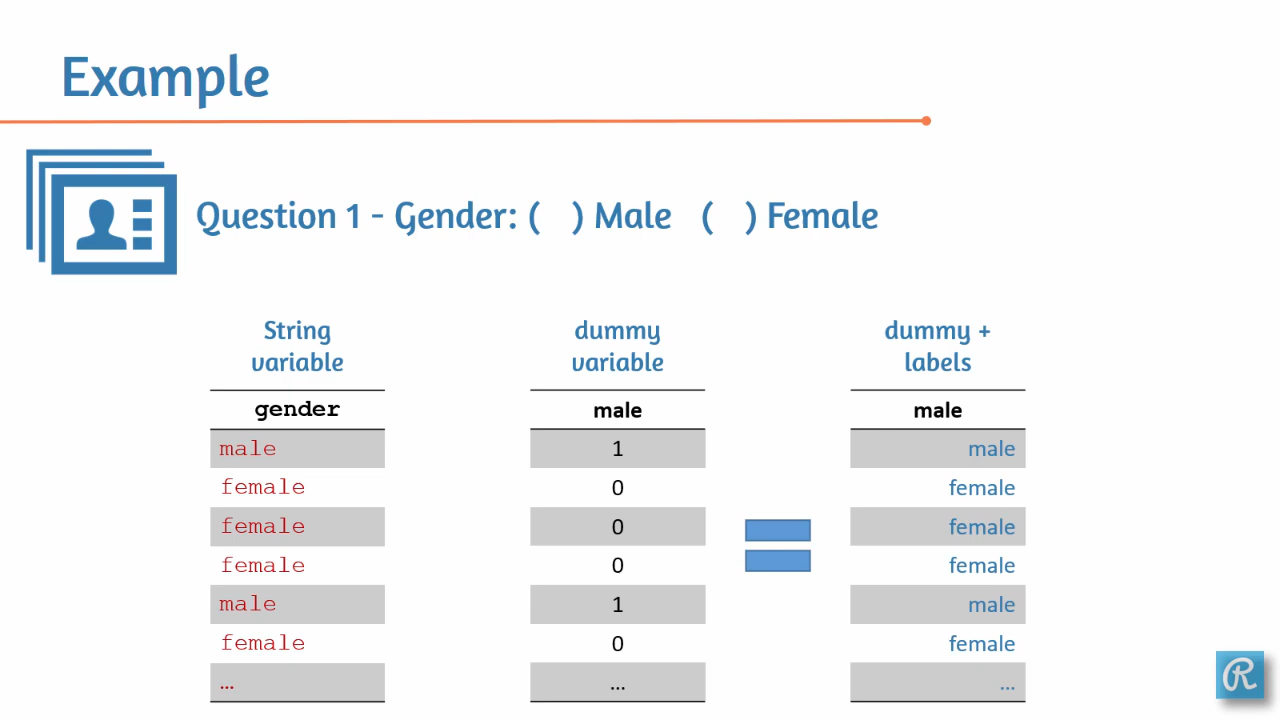 Example
Question 1 - Gender: (   ) Male   (   ) Female
String variable
dummy variable
dummy + labels
gender male male
male 1 male
female 0 female
female 0 female
female 0 female
male 1 male
female 0 female
... ... ...
R